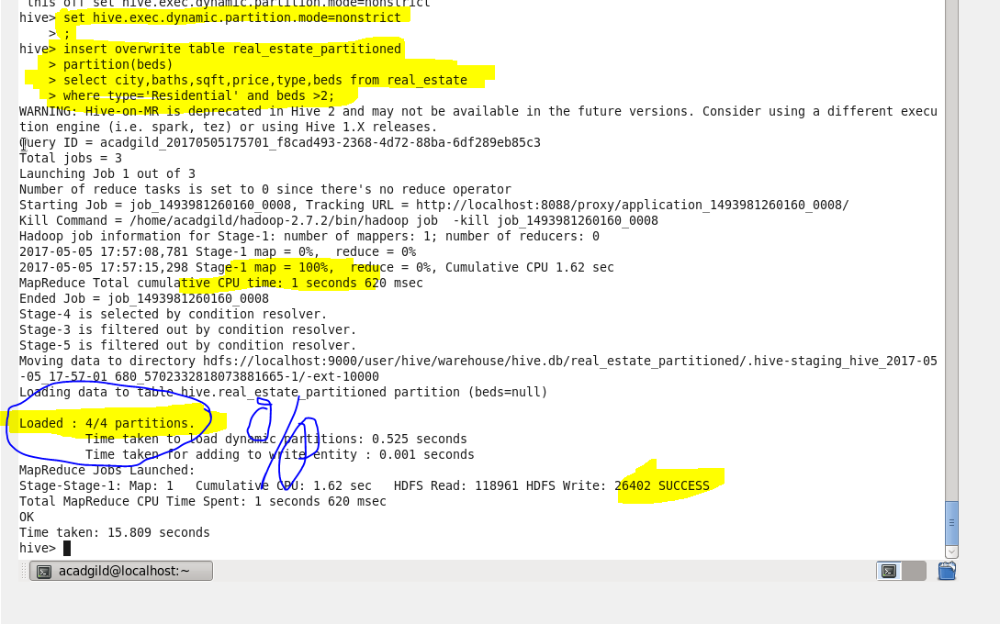 this off set hive.exec.dynamic.partition.mode=nonstrict
hive> set hive.exec.dynamic.partition.mode=nonstrict
    > ;
hive> insert overwrite table real_estate_partitioned
    > partition(beds)
    > select city,baths,sqft,price,type,beds from real_estate
    > where type='Residential' and beds >2;
WARNING: Hive-on-MR is deprecated in Hive 2 and may not be available in the future versions. Consider using a different execu
tion engine (i.e. spark, tez) or using Hive 1.X releases.
Query ID = acadgild_20170505175701_f8cad493-2368-4d72-88ba-6df289eb85c3
Total jobs = 3
Launching Job 1 out of 3
Number of reduce tasks is set to 0 since there's no reduce operator
Starting Job = job_1493981260160_0008, Tracking URL = http://localhost:8088/proxy/application_1493981260160_0008/
Kill Command = /home/acadgild/hadoop-2.7.2/bin/hadoop job  -kill job_1493981260160_0008
Hadoop job information for Stage-1: number of mappers: 1; number of reducers: 0
2017-05-05 17:57:08,781 Stage-1 map = 0%,  reduce = 0%
2017-05-05 17:57:15,298 Stage-1 map = 100%,  reduce = 0%, Cumulative CPU 1.62 sec
MapReduce Total cumulative CPU time: 1 seconds 620 msec
Ended Job = job_1493981260160_0008
Stage-4 is selected by condition resolver.
Stage-3 is filtered out by condition resolver.
Stage-5 is filtered out by condition resolver.
Moving data to directory hdfs://localhost:9000/user/hive/warehouse/hive.db/real_estate_partitioned/.hive-staging_hive_2017-05
-05_17-57-01_680_5702332818073881665-1/-ext-10000
Loading data to table hive.real_estate_partitioned partition (beds=null)
Loaded : 4/4 partitions.
         Time taken to load dynamic partitions: 0.525 seconds
         Time taken for adding to write entity : 0.001 seconds
MapReduce Jobs Launched:
Stage-Stage-1: Map: 1   Cumulative CPU: 1.62 sec   HDFS Read: 118961 HDFS Write: 26402 SUCCESS
Total MapReduce CPU Time Spent: 1 seconds 620 msec
OK
Time taken: 15.809 seconds
hive>
acadgild@localhost:~